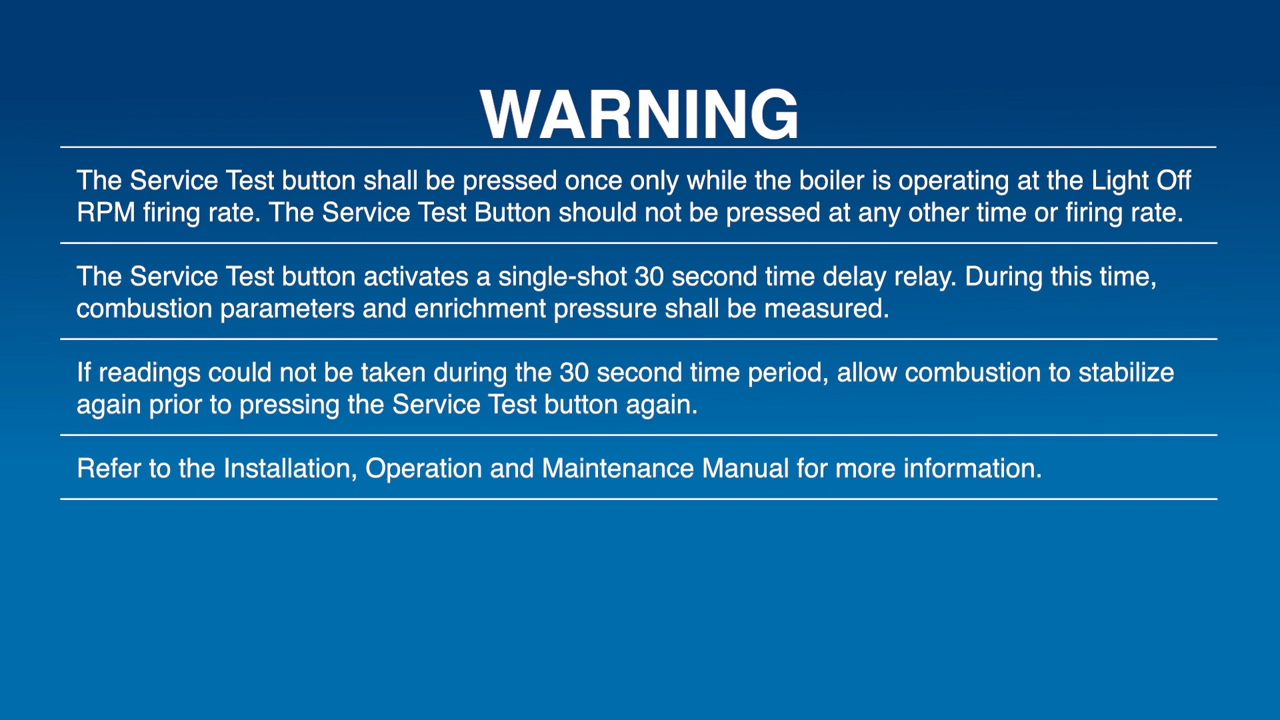 WARNING
The Service Test button shall be pressed once only while the boiler is operating at the Light Off
RPM firing rate. The Service Test Button should not be pressed at any other time or firing rate.
The Service Test button activates a single-shot 30 second time delay relay. During this time,
combustion parameters and enrichment pressure shall be measured.
If readings could not be taken during the 30 second time period, allow combustion to stabilize
again prior to pressing the Service Test button again.
Refer to the Installation, Operation and Maintenance Manual for more information.